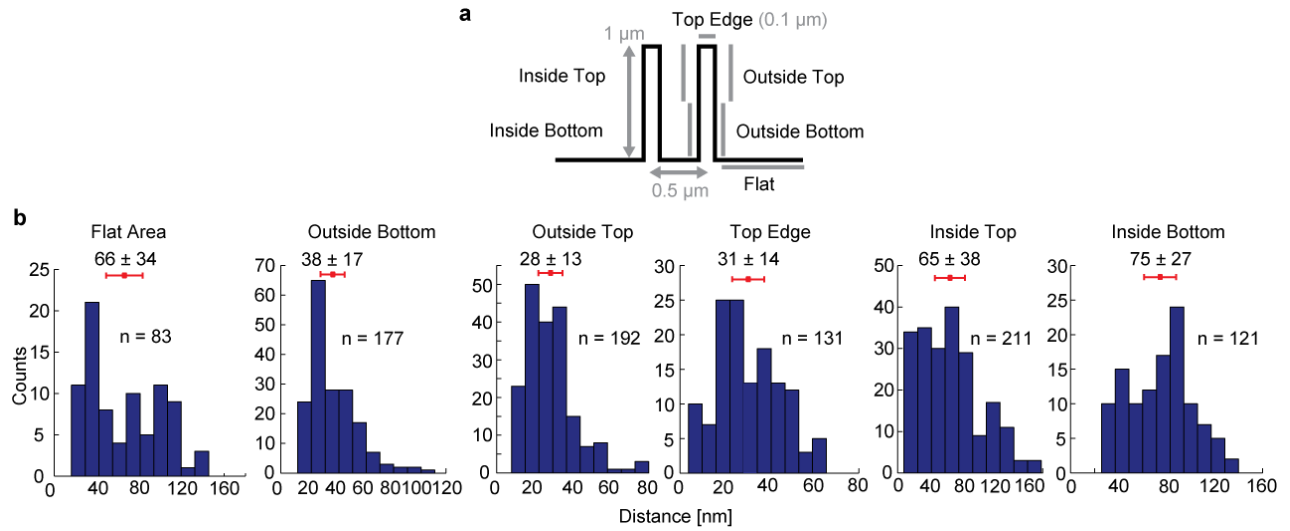 a
Top Edge (0.1 µm)
1 µm
Inside Top
Outside Top
Inside Bottom
Outside Bottom
0.5 µm
Flat
b
Flat Area
Outside Bottom
Outside Top
Top Edge
Inside Top
Inside Bottom
66 ± 34
38 ± 17
28 ± 13
31 ± 14
65 ± 38
75 ± 27
n = 83
n = 177
n = 192
n = 131
n = 211
n = 121
Counts
25
20
15
10
5
0
0 40 80 120 160
70
60
50
40
30
20
10
0
0 20 40 60 80 100 120
50
40
30
20
10
0
0 20 40 60 80
30
25
20
15
10
5
0
0 20 40 60 80
50
40
30
20
10
0
0 40 80 120 160
30
25
20
15
10
5
0
0 40 80 120 160
Distance [nm]